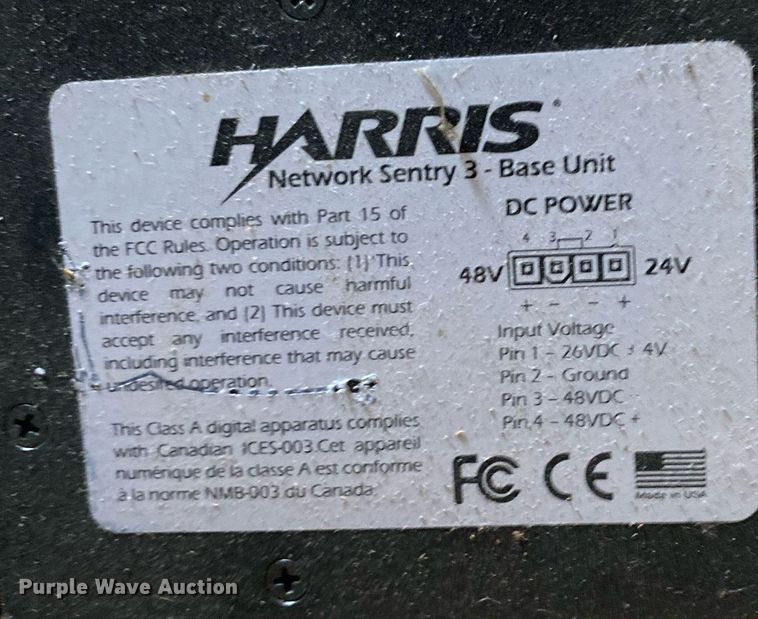 HARRIS
Network Sentry 3 - Base Unit
This device complies with Part 15 of
the FCC Rules. Operation is subject to
the following two conditions: (1) This
device may not cause harmful
interference, and (2) This device must
accept any interference received,
including interference that may cause
undesired operation.
This Class A digital apparatus complies
with Canadian ICES-003.Cet appareil
numérique de la classe A est conforme
à la norme NMB-003 du Canada.
DC POWER
4 3 2 1
48V 24V
+ - - +
Input Voltage
Pin 1 - 26VDC ± 4V
Pin 2 - Ground
Pin 3 - 48VDC -
Pin 4 - 48VDC +
FC CE
Made in USA
Purple Wave Auction